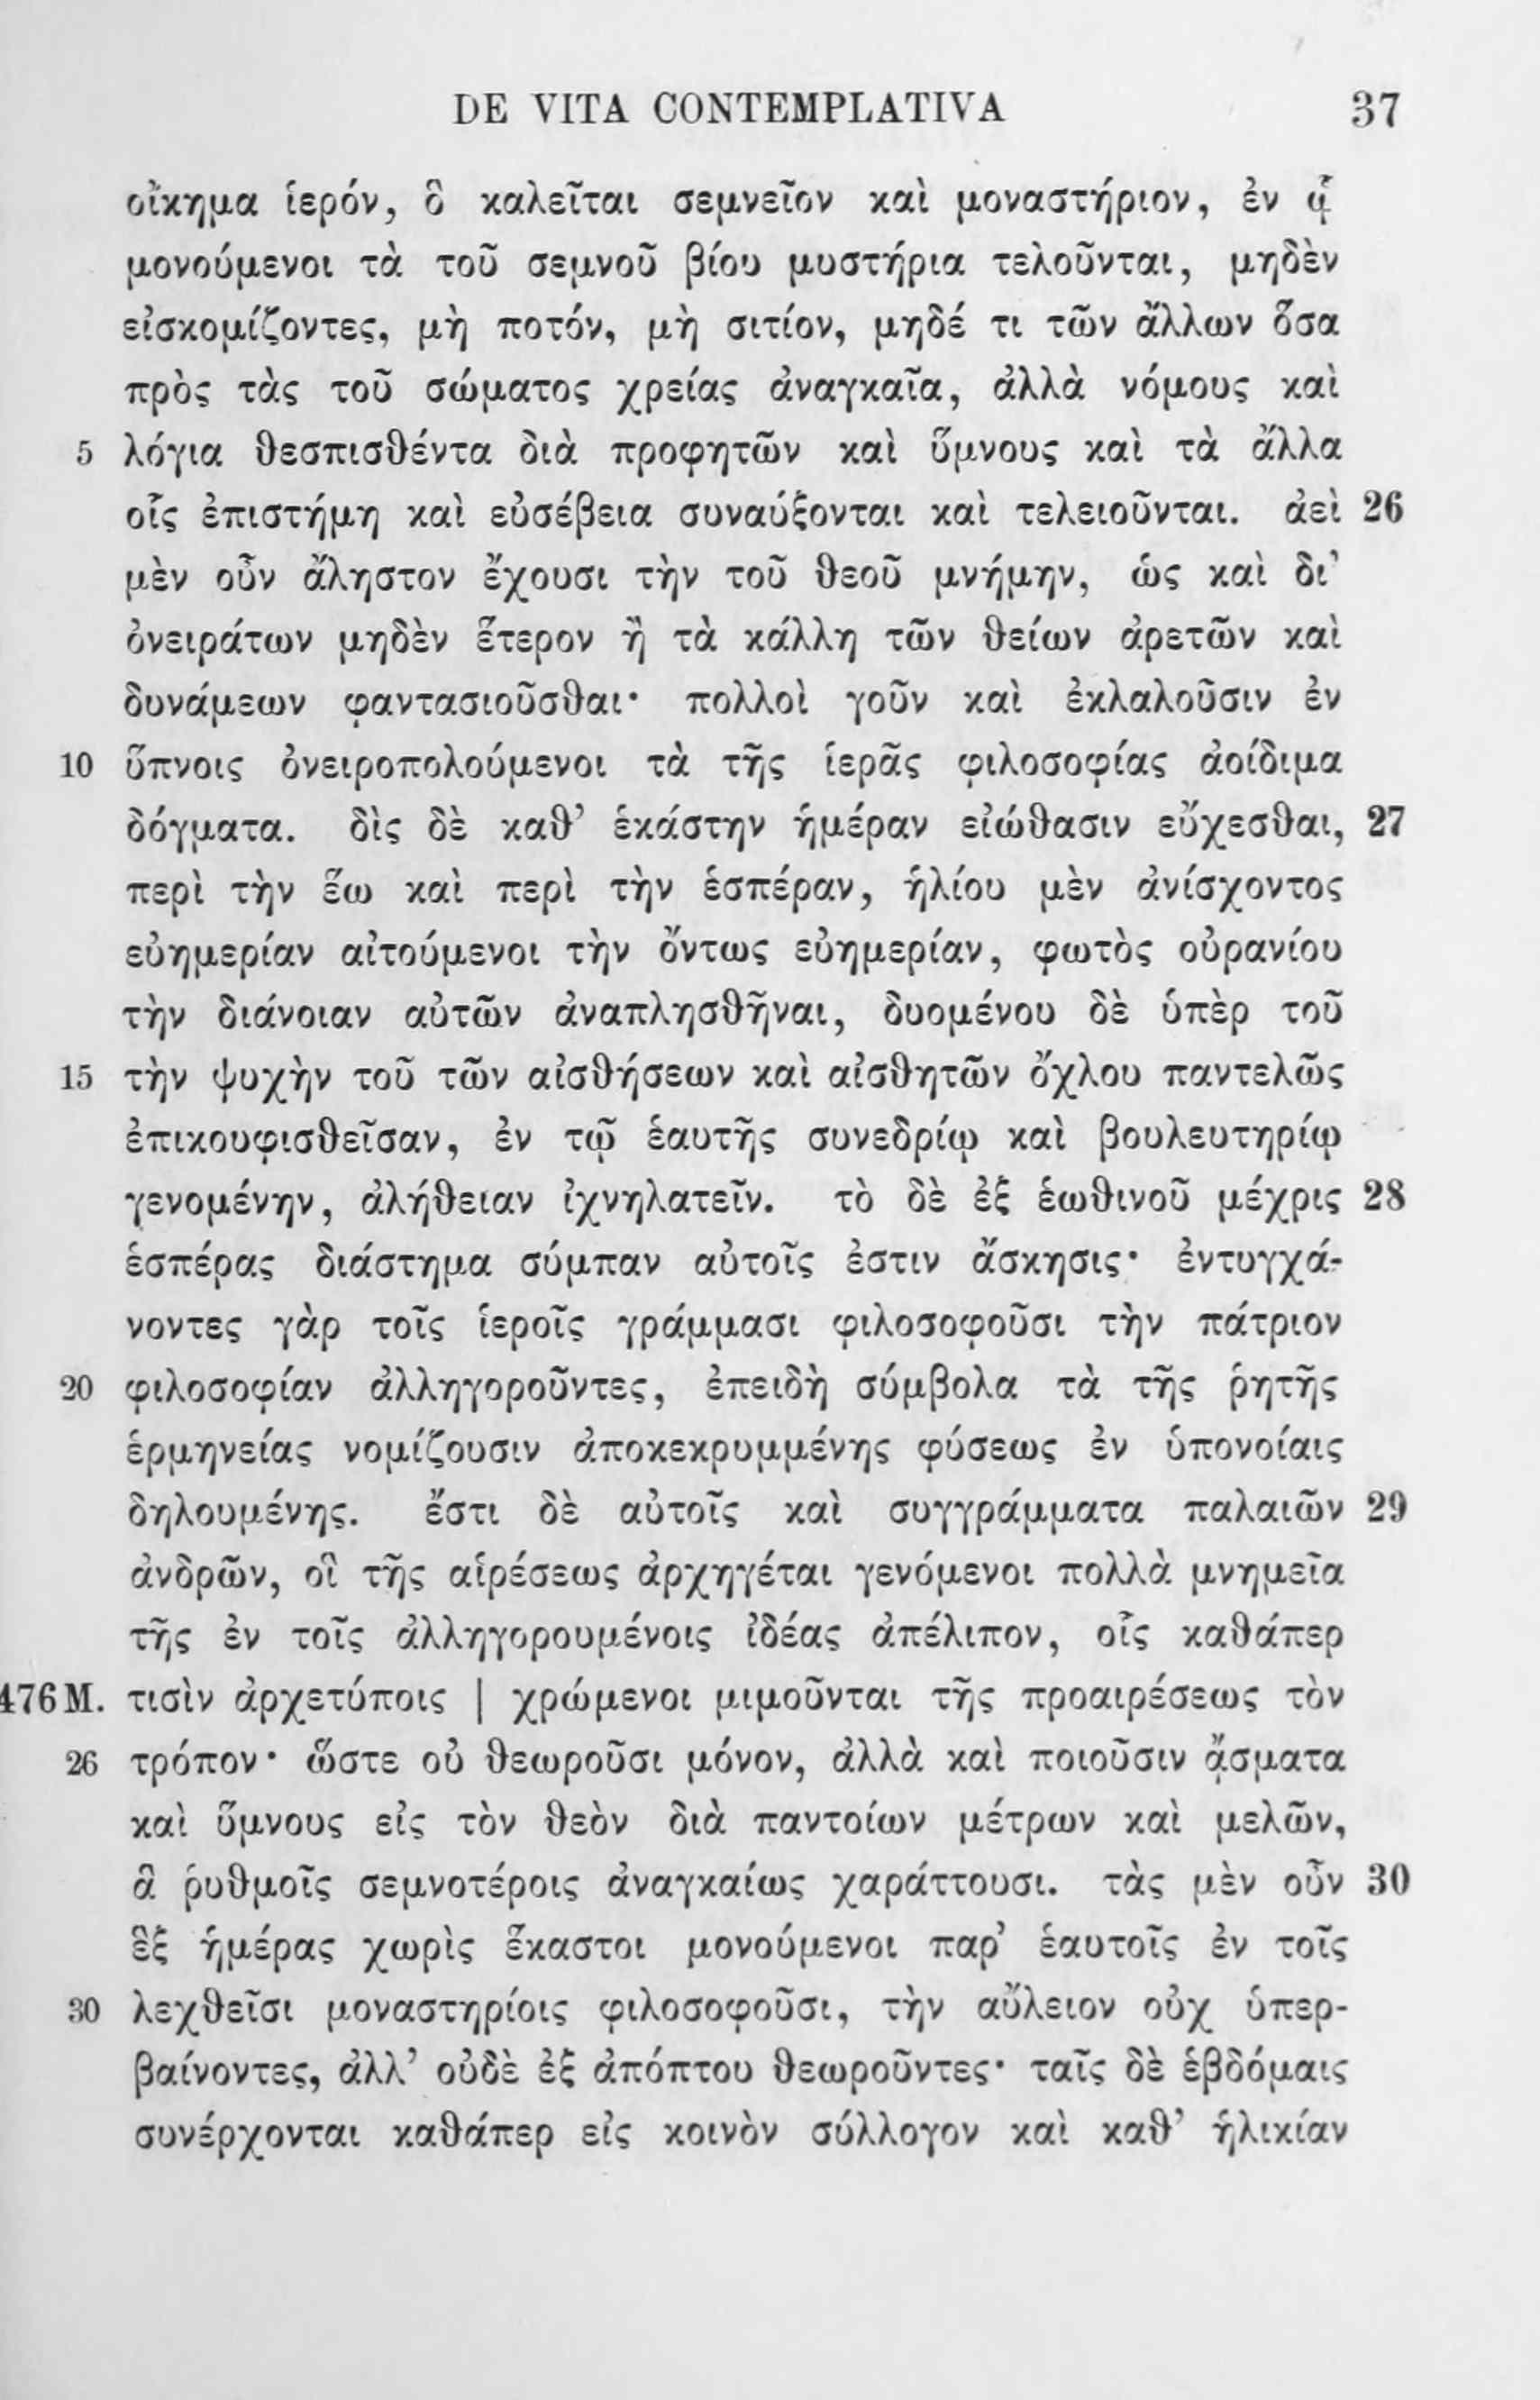 DE VITA CONTEMPLATIVA 37
οἴκημα ἱερόν, ὃ καλεῖται σεμνεῖον καὶ μοναστήριον, ἐν ᾧ
μονούμενοι τὰ τοῦ σεμνοῦ βίου μυστήρια τελοῦνται, μηδὲν
εἰσκομίζοντες, μὴ ποτόν, μὴ σιτίον, μηδέ τι τῶν ἄλλων ὅσα
πρὸς τὰς τοῦ σώματος χρείας ἀναγκαῖα, ἀλλὰ νόμους καὶ
5 λόγια θεσπισθέντα διὰ προφητῶν καὶ ὕμνους καὶ τὰ ἄλλα
οἷς ἐπιστήμη καὶ εὐσέβεια συναύξονται καὶ τελειοῦνται. ἀεὶ 26
μὲν οὖν ἄληστον ἔχουσι τὴν τοῦ θεοῦ μνήμην, ὡς καὶ δι’
ὀνειράτων μηδὲν ἕτερον ἢ τὰ κάλλη τῶν θείων ἀρετῶν καὶ
δυνάμεων φαντασιοῦσθαι· πολλοὶ γοῦν καὶ ἐκλαλοῦσιν ἐν
10 ὕπνοις ὀνειροπολούμενοι τὰ τῆς ἱερᾶς φιλοσοφίας ἀοίδιμα
δόγματα. δὶς δὲ καθ’ ἑκάστην ἡμέραν εἰώθασιν εὔχεσθαι, 27
περὶ τὴν ἕω καὶ περὶ τὴν ἑσπέραν, ἡλίου μὲν ἀνίσχοντος
εὐημερίαν αἰτούμενοι τὴν ὄντως εὐημερίαν, φωτὸς οὐρανίου
τὴν διάνοιαν αὐτῶν ἀναπλησθῆναι, δυομένου δὲ ὑπὲρ τοῦ
15 τὴν ψυχὴν τοῦ τῶν αἰσθήσεων καὶ αἰσθητῶν ὄχλου παντελῶς
ἐπικουφισθεῖσαν, ἐν τῷ ἑαυτῆς συνεδρίῳ καὶ βουλευτηρίῳ
γενομένην, ἀλήθειαν ἰχνηλατεῖν. τὸ δὲ ἐξ ἑωθινοῦ μέχρις 28
ἑσπέρας διάστημα σύμπαν αὐτοῖς ἐστιν ἄσκησις· ἐντυγχά-
νοντες γὰρ τοῖς ἱεροῖς γράμμασι φιλοσοφοῦσι τὴν πάτριον
20 φιλοσοφίαν ἀλληγοροῦντες, ἐπειδὴ σύμβολα τὰ τῆς ῥητῆς
ἑρμηνείας νομίζουσιν ἀποκεκρυμμένης φύσεως ἐν ὑπονοίαις
δηλουμένης. ἔστι δὲ αὐτοῖς καὶ συγγράμματα παλαιῶν 29
ἀνδρῶν, οἳ τῆς αἱρέσεως ἀρχηγέται γενόμενοι πολλὰ μνημεῖα
τῆς ἐν τοῖς ἀλληγορουμένοις ἰδέας ἀπέλιπον, οἷς καθάπερ
476 M. τισὶν ἀρχετύποις | χρώμενοι μιμοῦνται τῆς προαιρέσεως τὸν
26 τρόπον· ὥστε οὐ θεωροῦσι μόνον, ἀλλὰ καὶ ποιοῦσιν ᾄσματα
καὶ ὕμνους εἰς τὸν θεὸν διὰ παντοίων μέτρων καὶ μελῶν,
ἃ ῥυθμοῖς σεμνοτέροις ἀναγκαίως χαράττουσι. τὰς μὲν οὖν 30
ἓξ ἡμέρας χωρὶς ἕκαστοι μονούμενοι παρ’ ἑαυτοῖς ἐν τοῖς
30 λεχθεῖσι μοναστηρίοις φιλοσοφοῦσι, τὴν αὔλειον οὐχ ὑπερ-
βαίνοντες, ἀλλ’ οὐδὲ ἐξ ἀπόπτου θεωροῦντες· ταῖς δὲ ἑβδόμαις
συνέρχονται καθάπερ εἰς κοινὸν σύλλογον καὶ καθ’ ἡλικίαν